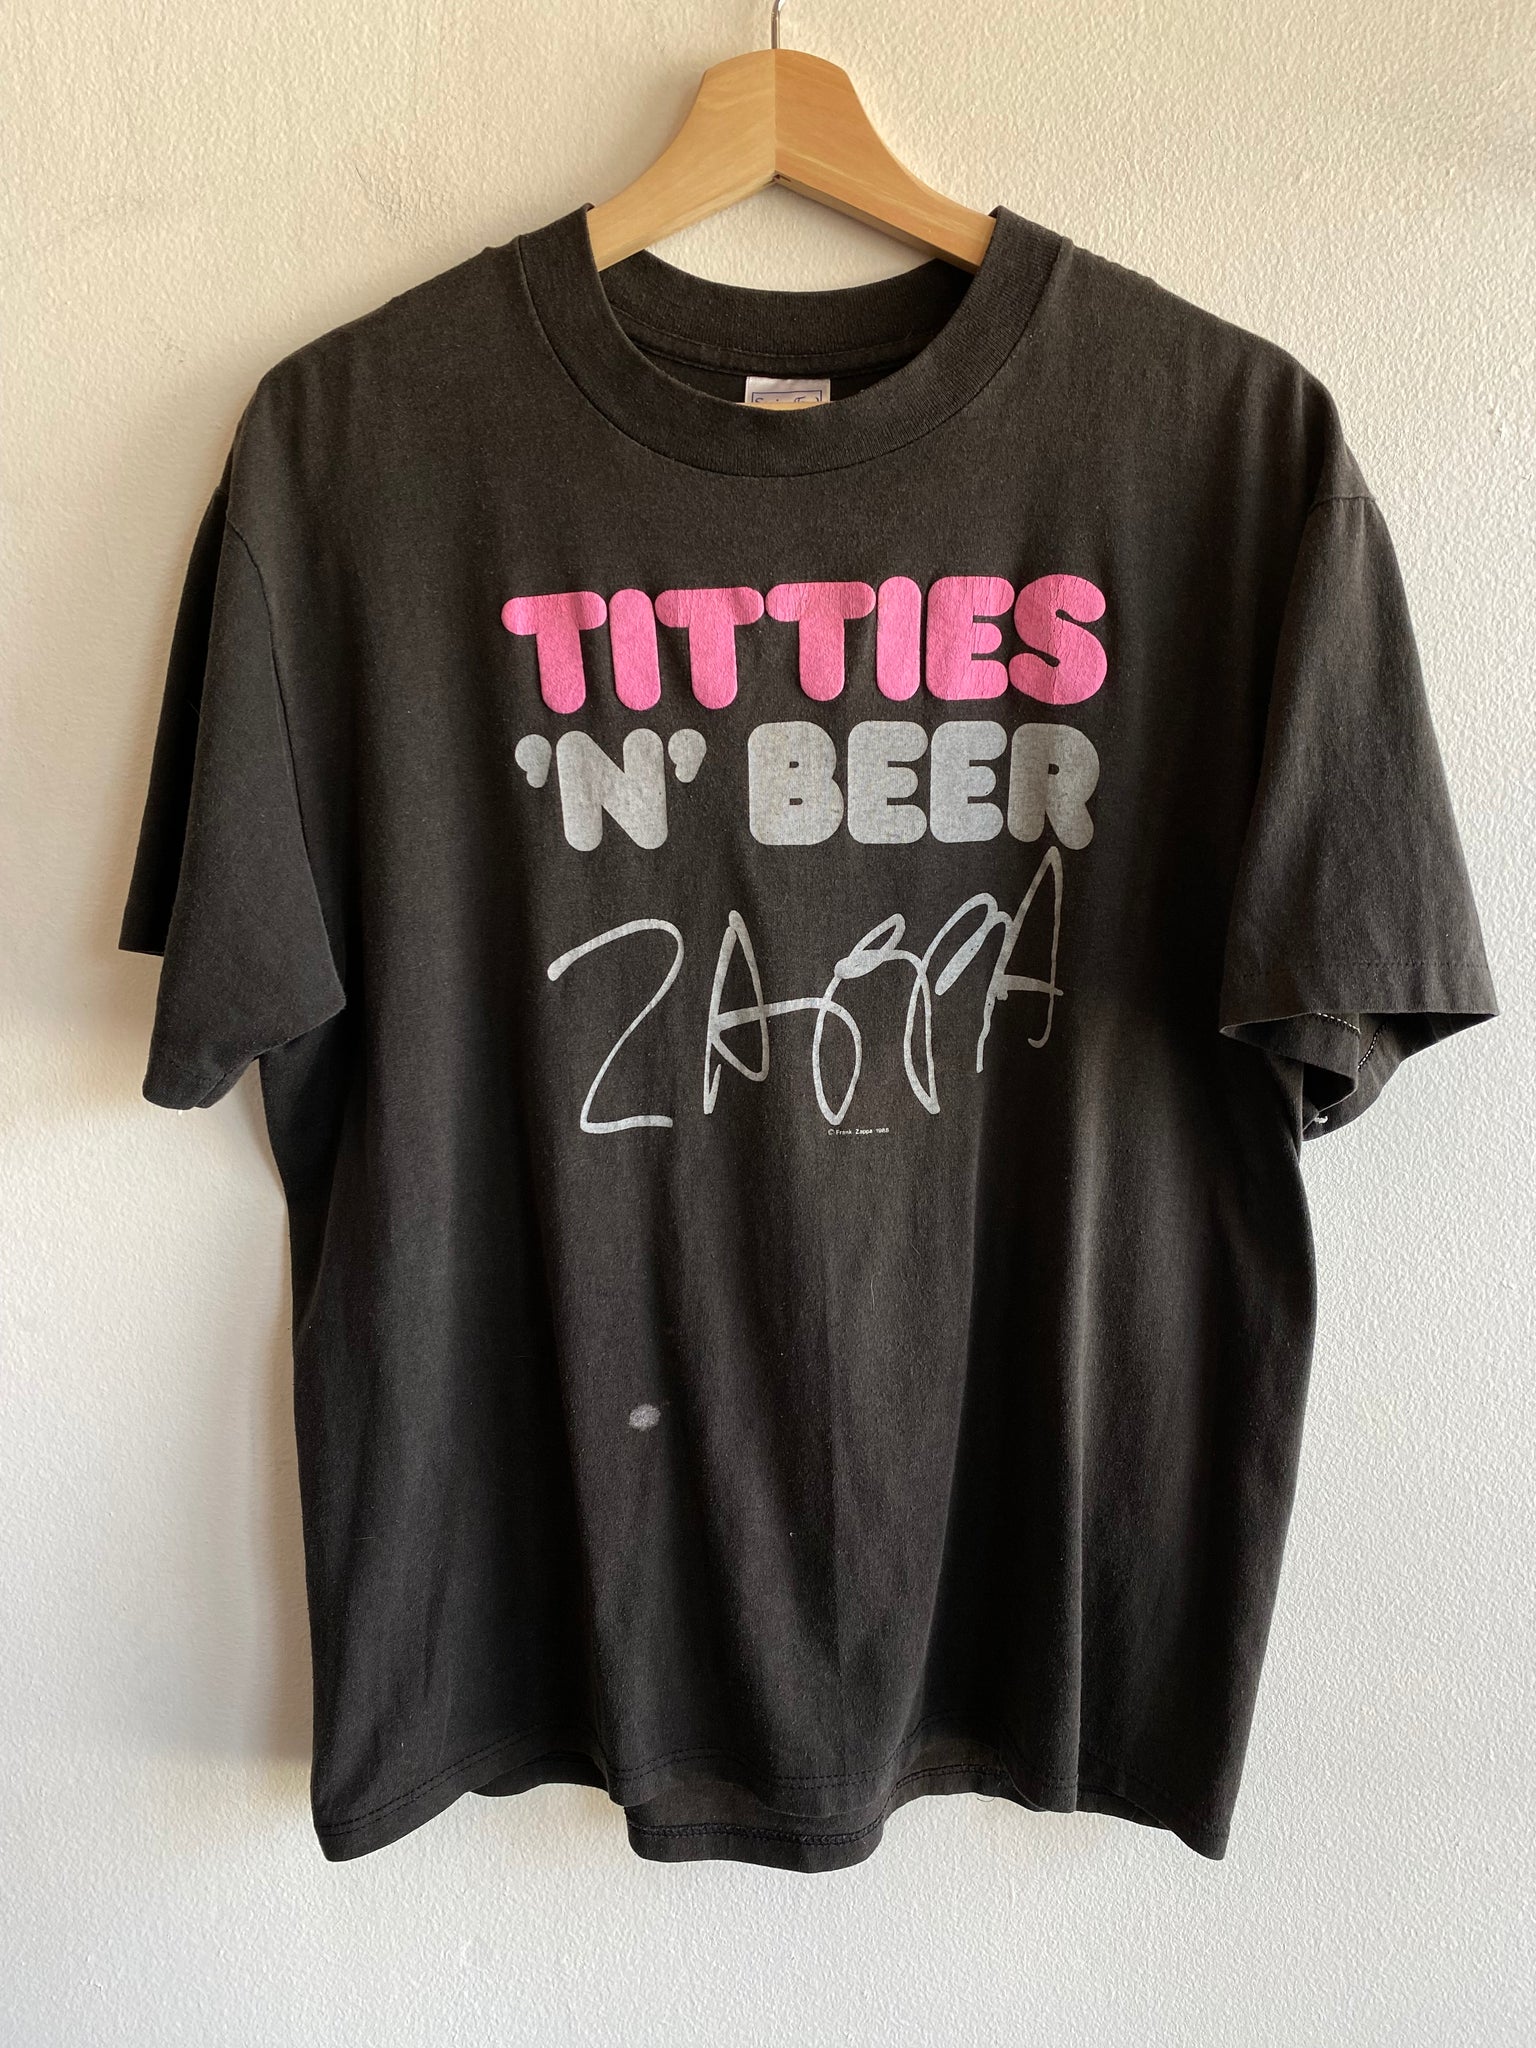 TITTIES
'N' BEER
ZAPPA
© Frank Zappa 1988